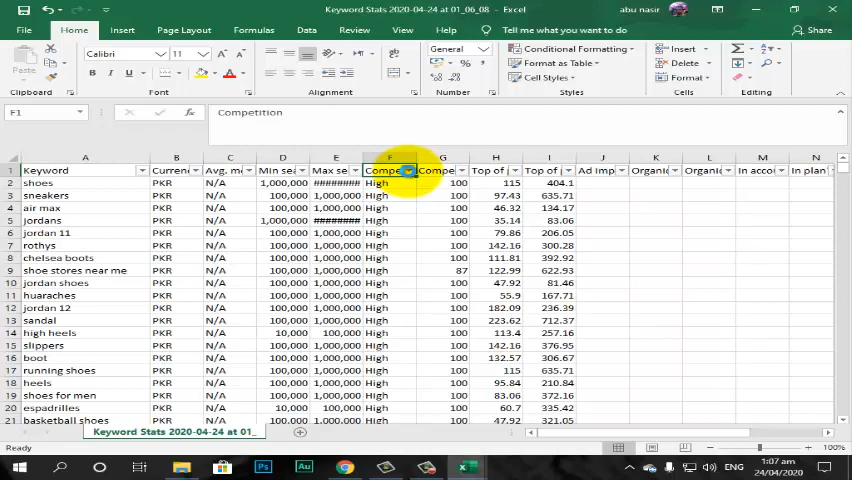 Keyword Stats 2020-04-24 at 01_06_08 - Excel
abu nasir
File Home Insert Page Layout Formulas Data Review View Help Tell me what you want to do Share
Paste Calibri 11 General Conditional Formatting Insert
Format as Table Delete
Cell Styles Format
Clipboard Font Alignment Number Styles Cells Editing
F1 Competition
A B C D E F G H I J K L M N
1 Keyword Currenc Avg. mo Min sea Max sea Compe Compe Top of p Top of p Ad imp Organic Organic In accou In plan
2 shoes PKR N/A 1,000,000 ######## High 100 115 404.1
3 sneakers PKR N/A 100,000 1,000,000 High 100 97.43 635.71
4 air max PKR N/A 100,000 1,000,000 High 100 46.32 134.17
5 jordans PKR N/A 1,000,000 ######## High 100 35.14 83.06
6 jordan 11 PKR N/A 100,000 1,000,000 High 100 79.86 206.05
7 rothys PKR N/A 100,000 1,000,000 High 100 142.16 300.28
8 chelsea boots PKR N/A 100,000 1,000,000 High 100 111.81 392.92
9 shoe stores near me PKR N/A 100,000 1,000,000 High 87 122.99 622.93
10 jordan shoes PKR N/A 100,000 1,000,000 High 100 47.92 81.46
11 huaraches PKR N/A 100,000 1,000,000 High 100 55.9 167.71
12 jordan 12 PKR N/A 100,000 1,000,000 High 100 182.09 306.65
13 sandal PKR N/A 100,000 1,000,000 High 100 223.62 712.37
14 high heels PKR N/A 10,000 100,000 High 100 113.4 234.8
15 slippers PKR N/A 100,000 1,000,000 High 100 142.16 376.95
16 boot PKR N/A 100,000 1,000,000 High 100 132.57 306.67
17 running shoes PKR N/A 100,000 1,000,000 High 100 115 635.71
18 heels PKR N/A 100,000 1,000,000 High 100 95.84 210.84
19 shoes for men PKR N/A 100,000 1,000,000 High 100 83.06 372.16
20 espadrilles PKR N/A 10,000 100,000 High 100 60.7 335.42
21 basketball shoes PKR N/A 100,000 1,000,000 High 100 47.92 321.05
Keyword Stats 2020-04-24 at 01_
Ready 100%
Ps Au ENG 1:07 am
24/04/2020